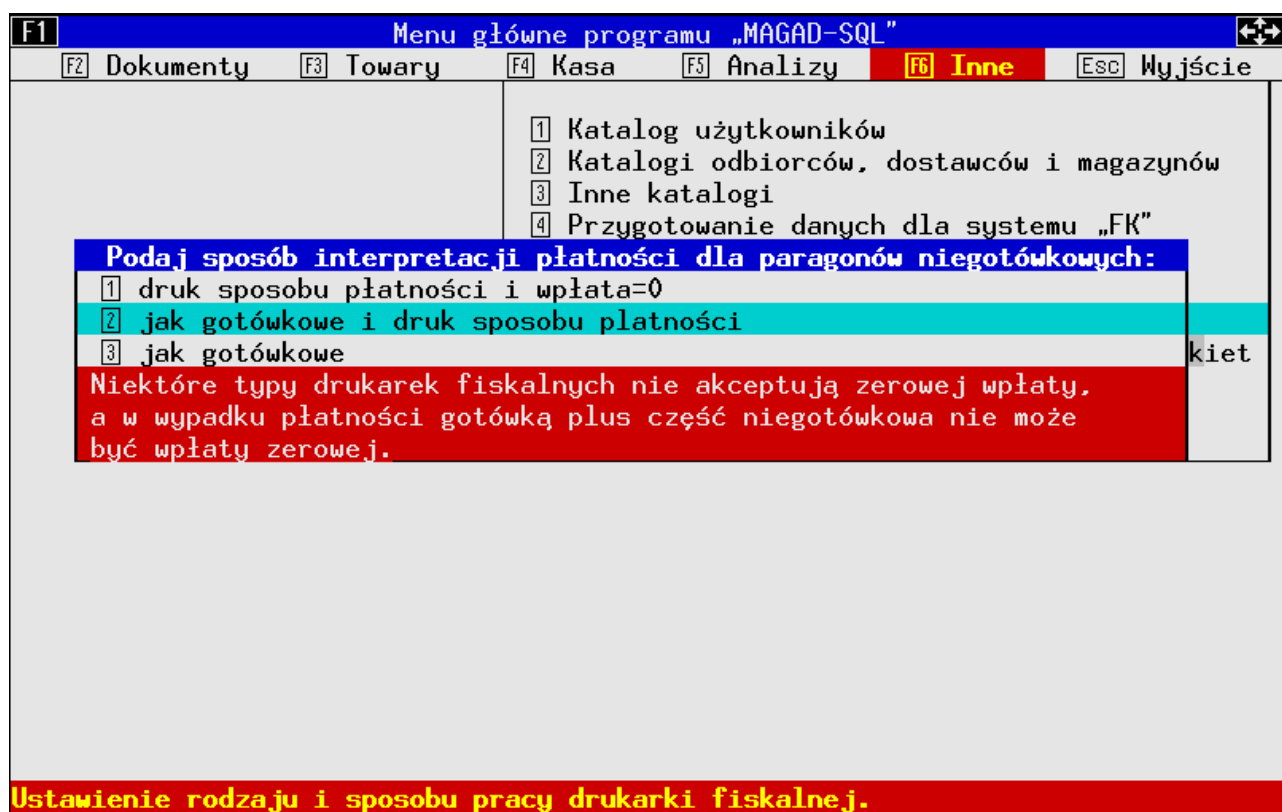 F1 Menu główne programu „MAGAD-SQL”
F2 Dokumenty F3 Towary F4 Kasa F5 Analizy F6 Inne Esc Wyjście
1 Katalog użytkowników
2 Katalogi odbiorców, dostawców i magazynów
3 Inne katalogi
4 Przygotowanie danych dla systemu „FK”
Podaj sposób interpretacji płatności dla paragonów niegotówkowych:
1 druk sposobu płatności i wpłata=0
2 jak gotówkowe i druk sposobu platności
3 jak gotówkowe
kiet
Niektóre typy drukarek fiskalnych nie akceptują zerowej wpłaty,
a w wypadku płatności gotówką plus część niegotówkowa nie może
być wpłaty zerowej.
Ustawienie rodzaju i sposobu pracy drukarki fiskalnej.